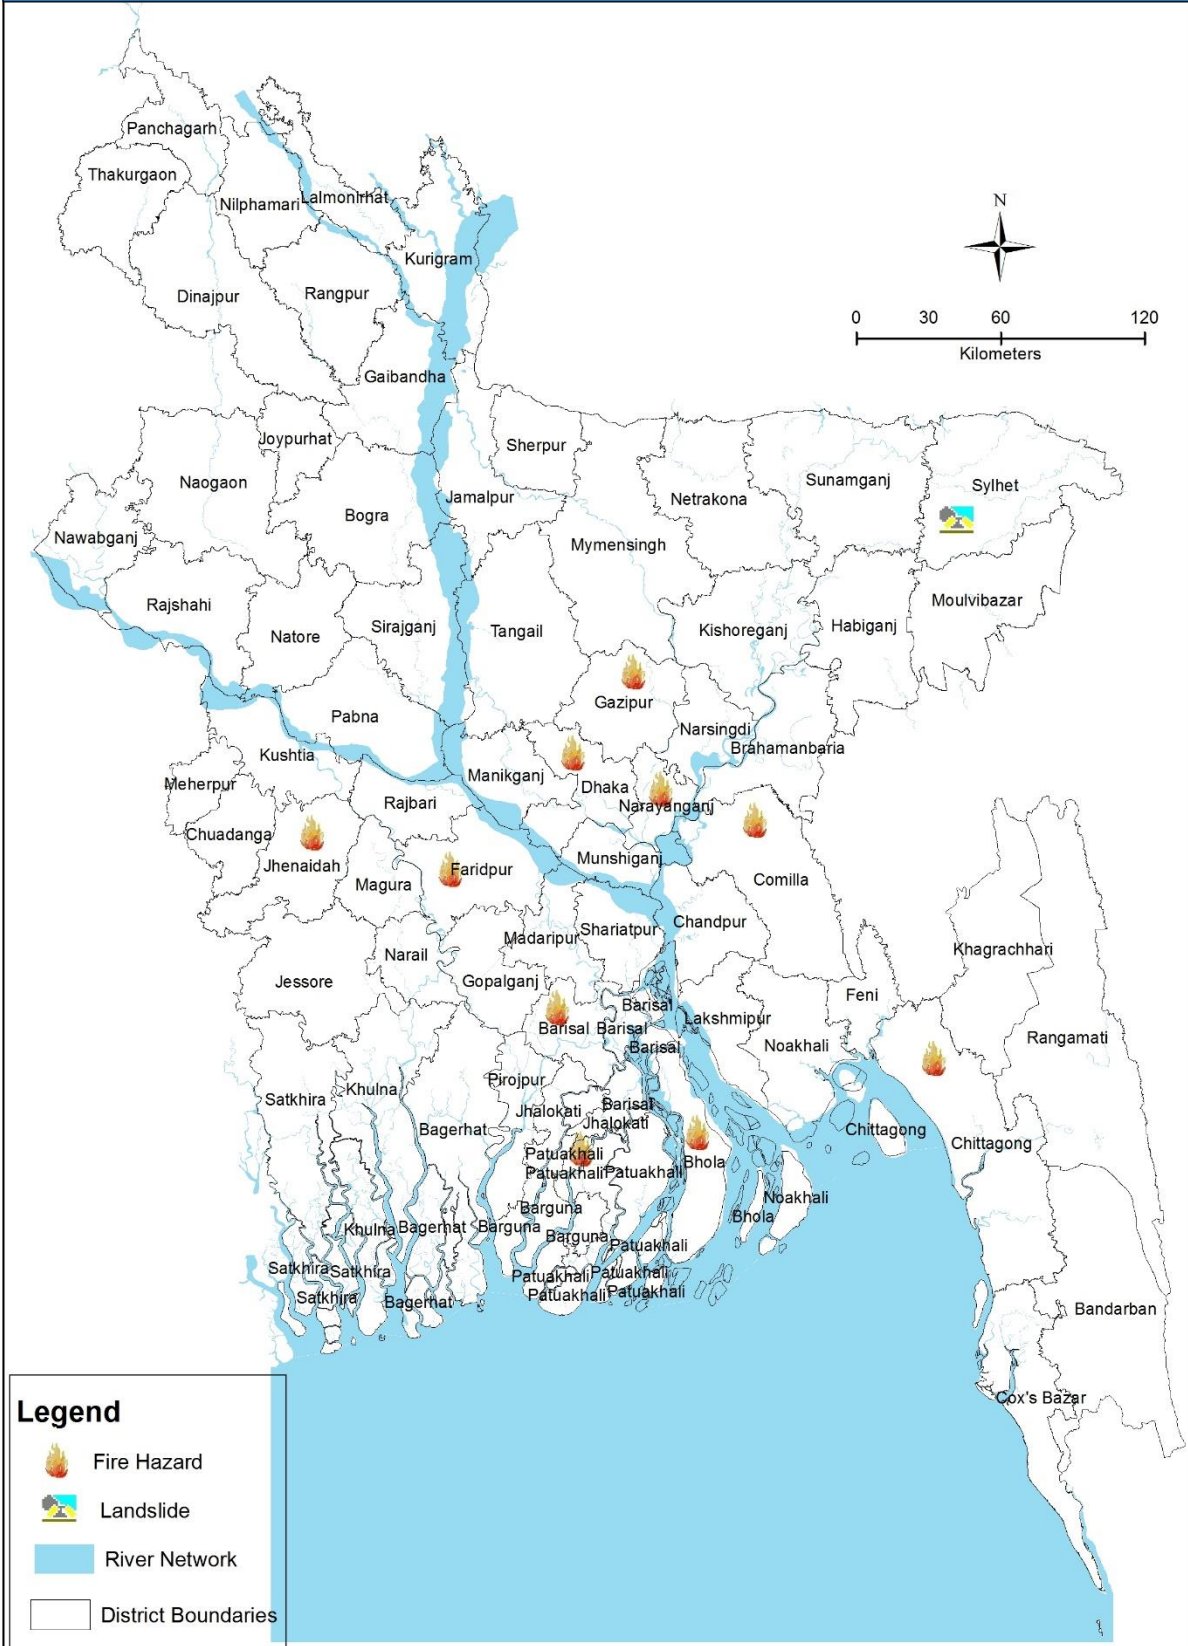 Panchagarh
Thakurgaon
Nilphamari
Lalmonirhat
Kurigram
N
Dinajpur
Rangpur
0 30 60 120
Kilometers
Gaibandha
Joypurhat
Sherpur
Naogaon
Sunamganj
Sylhet
Netrakona
Jamalpur
Bogra
Nawabganj
Mymensingh
Rajshahi
Moulvibazar
Natore
Sirajganj
Tangail
Kishoreganj
Habiganj
Gazipur
Pabna
Narsingdi
Kushtia
Brahamanbaria
Meherpur
Manikganj
Dhaka
Rajbari
Narayanganj
Chuadanga
Jhenaidah
Munshiganj
Magura
Faridpur
Comilla
Chandpur
Shariatpur
Madaripur
Khagrachhari
Narail
Jessore
Gopalganj
Feni
Barisal
Lakshmipur
Barisal
Barisal
Rangamati
Barisal
Noakhali
Pirojpur
Khulna
Satkhira
Jhalokati
Barisal
Jhalokati
Bagerhat
Chittagong
Chittagong
Patuakhali
Bhola
Patuakhali
Patuakhali
Noakhali
Barguna
Bhola
Khulna
Bagerhat
Barguna
Barguna
Patuakhali
Satkhira
Satkhira
Patuakhali
Patuakhali
Patuakhali
Patuakhali
Satkhira
Bagerhat
Bandarban
Cox's Bazar
Legend
Fire Hazard
Landslide
River Network
District Boundaries